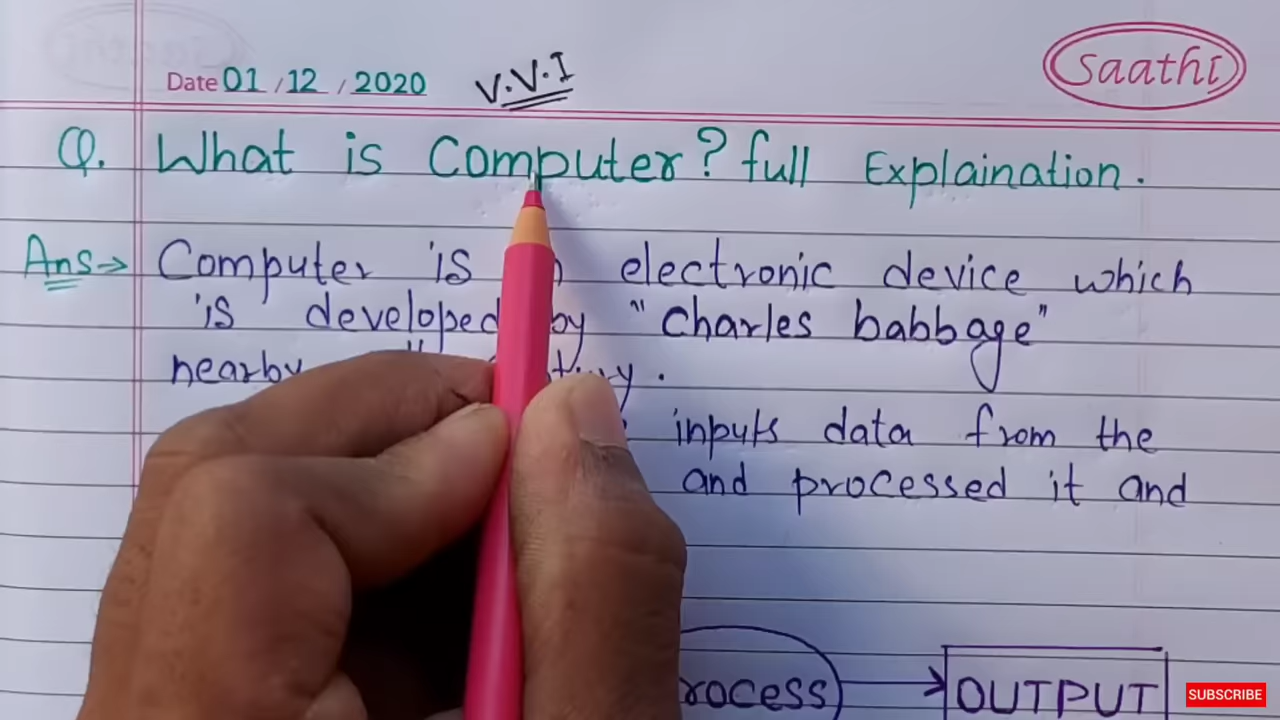 Saathi
Date 01/12/2020 V.V.I
Q. What is Computer? full Explaination.
Ans→ Computer is electronic device which
is developed by "Charles babbage"
nearby
inputs data from the
and processed it and
OUTPUT
SUBSCRIBE